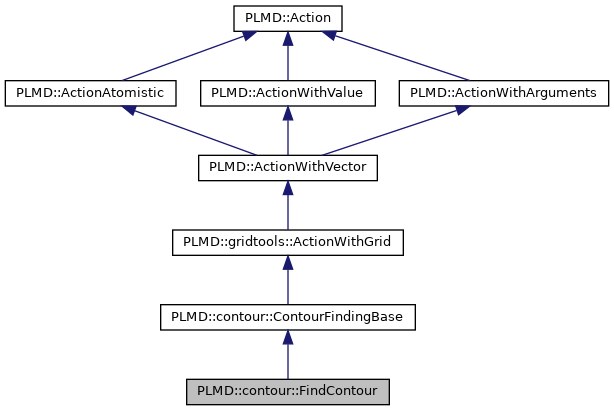 PLMD::Action
PLMD::ActionAtomistic
PLMD::ActionWithValue
PLMD::ActionWithArguments
PLMD::ActionWithVector
PLMD::gridtools::ActionWithGrid
PLMD::contour::ContourFindingBase
PLMD::contour::FindContour